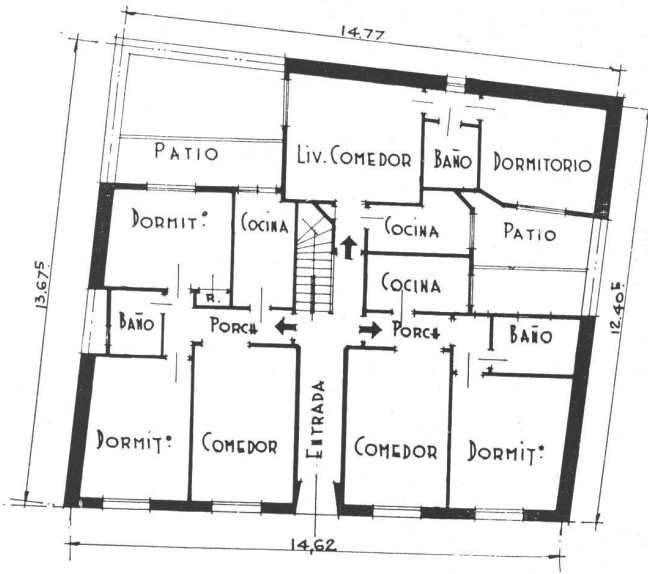 14.77
PATIO
LIV. COMEDOR
BAÑO
DORMITORIO
DORMITº.
COCINA
COCINA
PATIO
13.675
COCINA
12.405
R.
BAÑO
PORCH
PORCH
BAÑO
ENTRADA
DORMITº.
COMEDOR
COMEDOR
DORMITº.
14,62